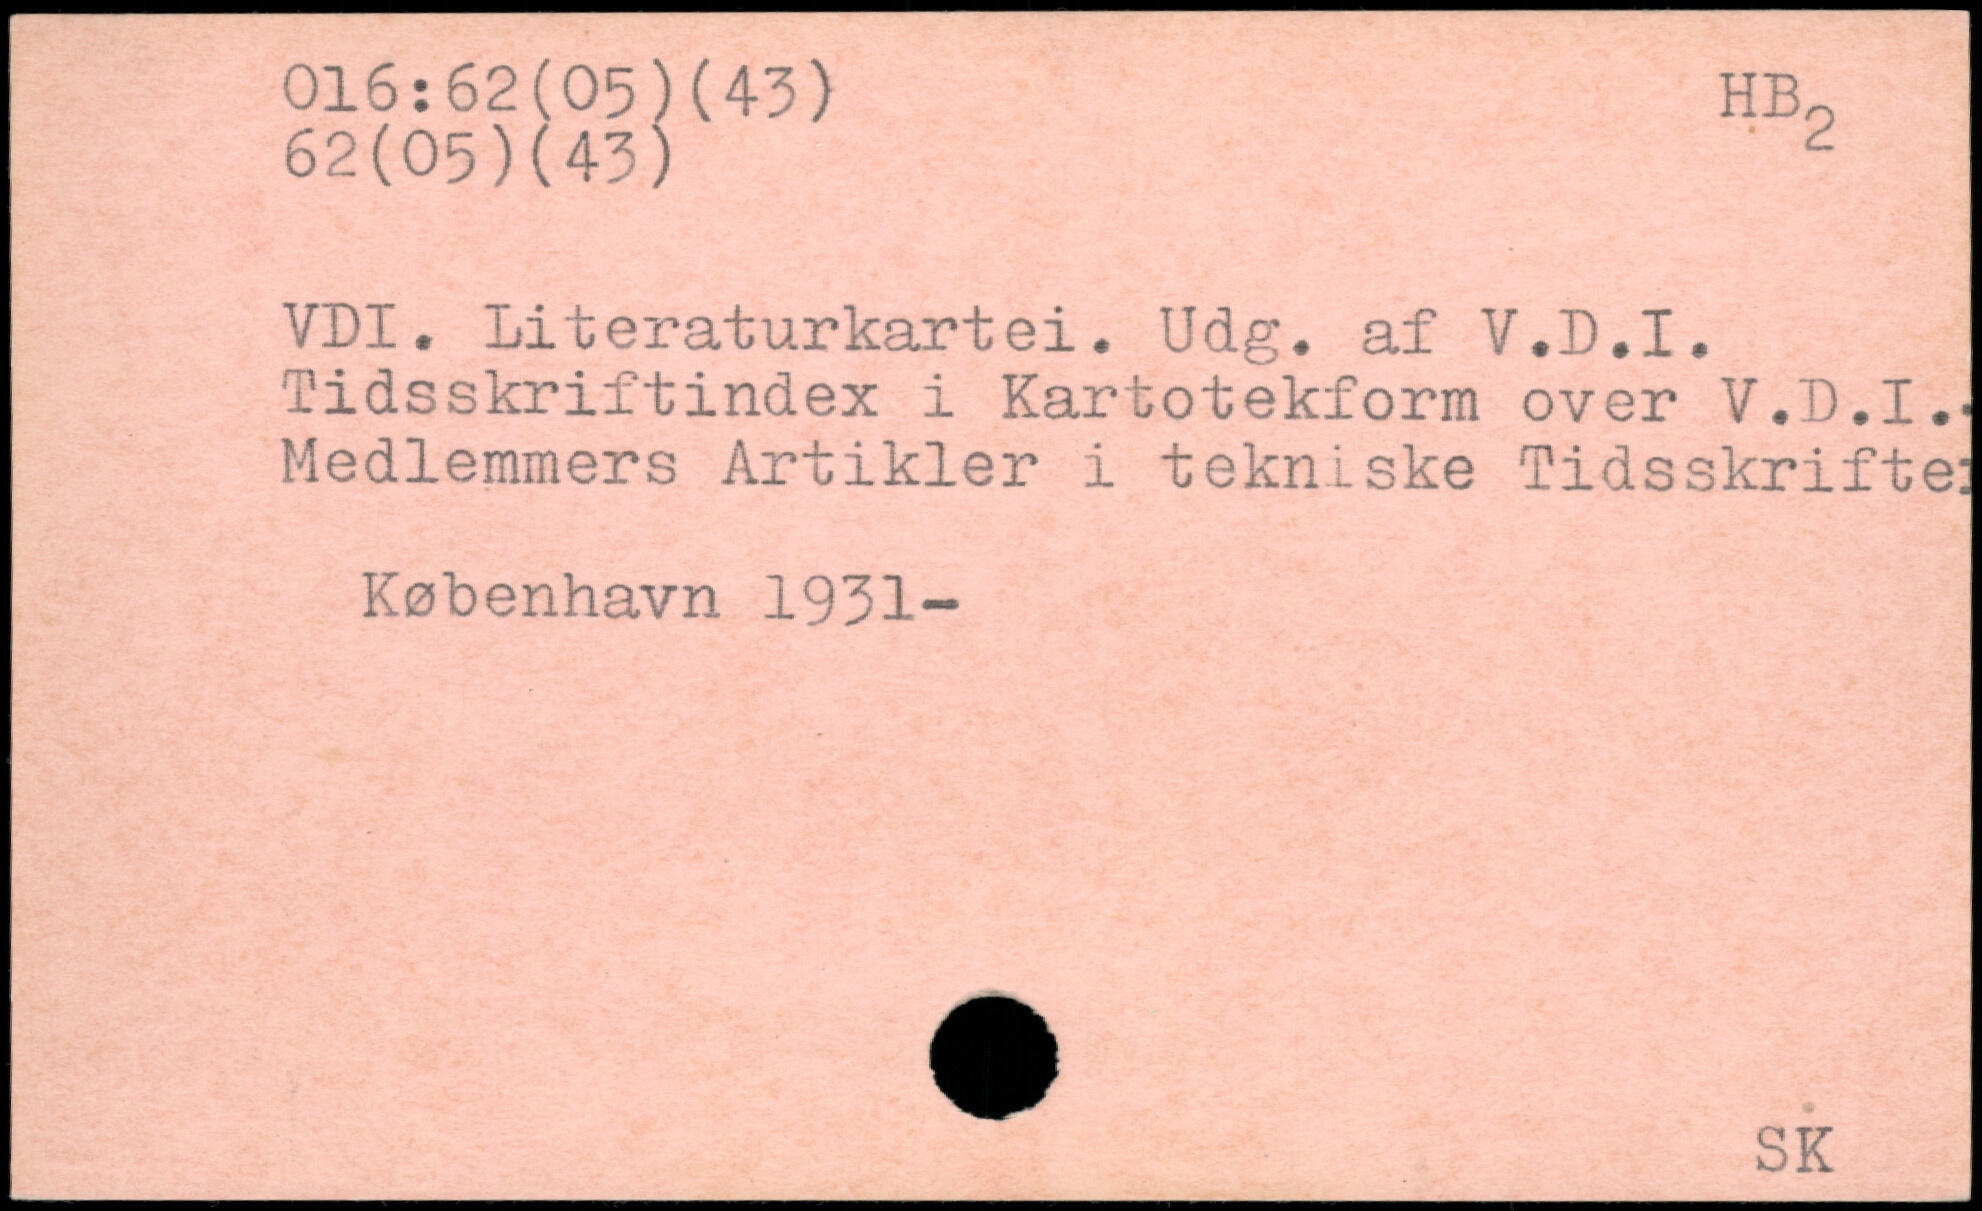 016:62(05)(43) HB2
62(05)(43)
VDI. Literaturkartei. Udg. af V.D.I.
Tidsskriftindex i Kartotekform over V.D.I.-
Medlemmers Artikler i tekniske Tidsskrifter
København 1931-
SK